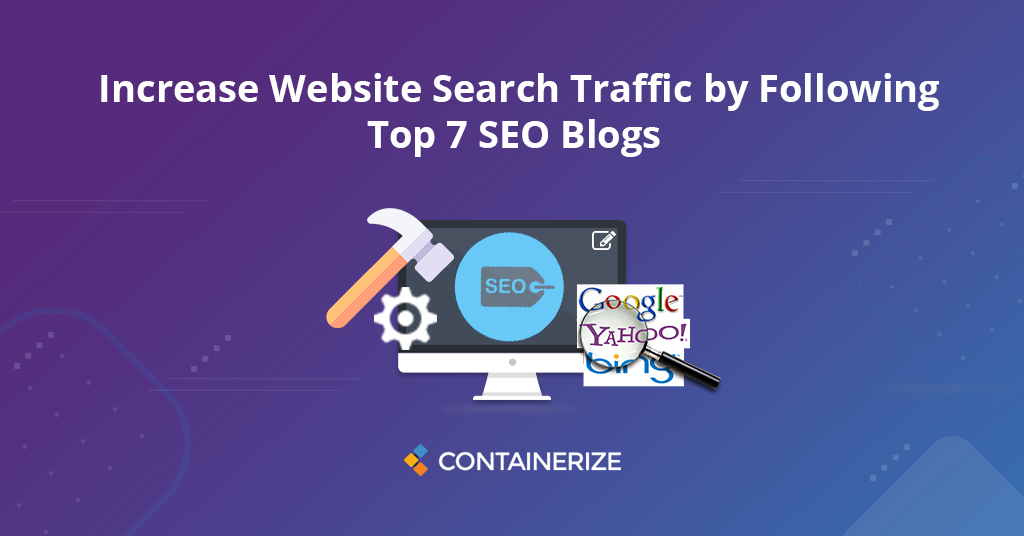 Increase Website Search Traffic by Following
Top 7 SEO Blogs
SEO
Google
YAHOO!
bing
CONTAINERIZE